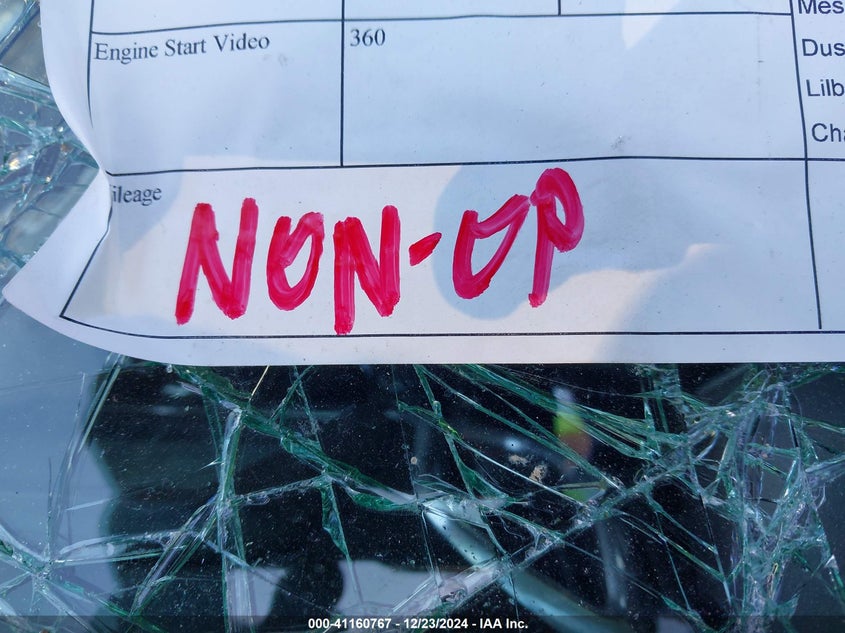 Mes
Engine Start Video
360
Dus
Lilb
Cha
ileage
NON-OP
000-41160767 - 12/23/2024 - IAA Inc.